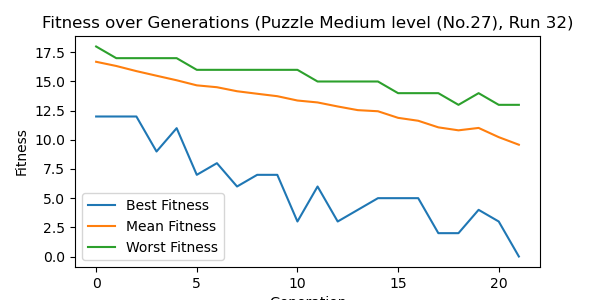 Fitness over Generations (Puzzle Medium level (No.27), Run 32)
17.5
15.0
12.5
10.0
7.5
5.0
2.5
0.0
Fitness
Best Fitness
Mean Fitness
Worst Fitness
0 5 10 15 20
Generation